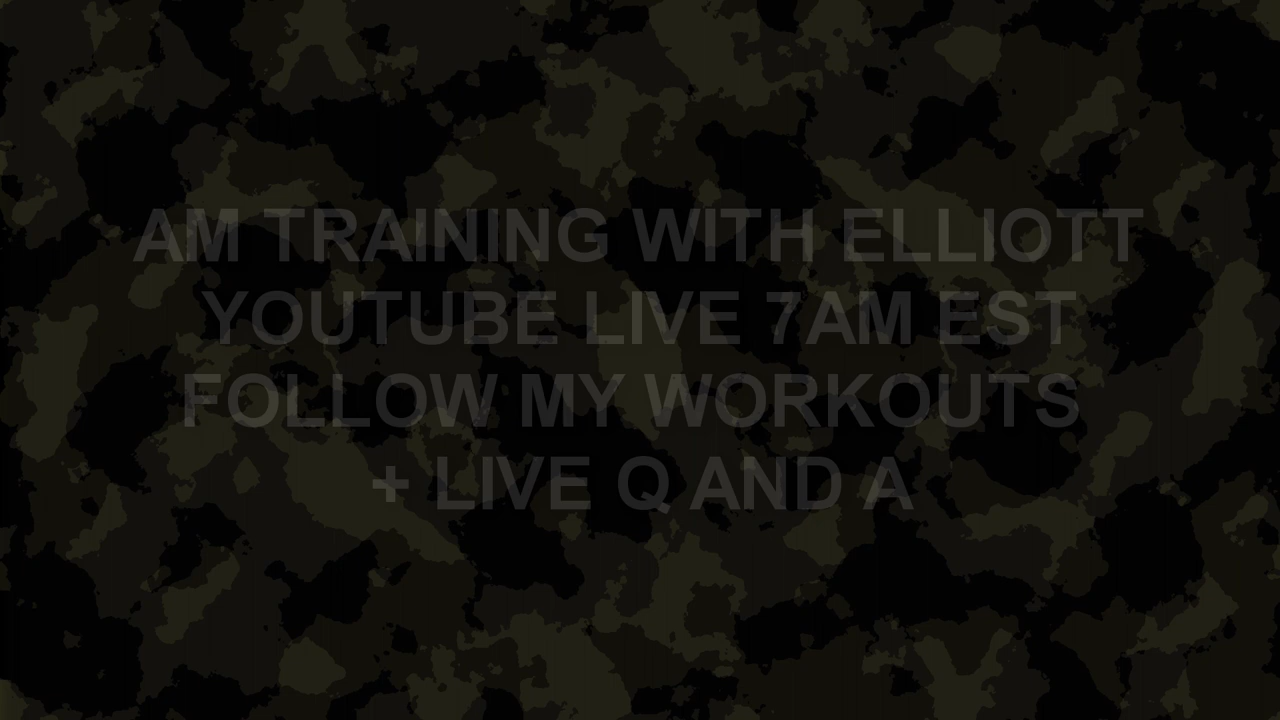 AM TRAINING WITH ELLIOTT
YOUTUBE LIVE 7AM EST
FOLLOW MY WORKOUTS
+ LIVE Q AND A